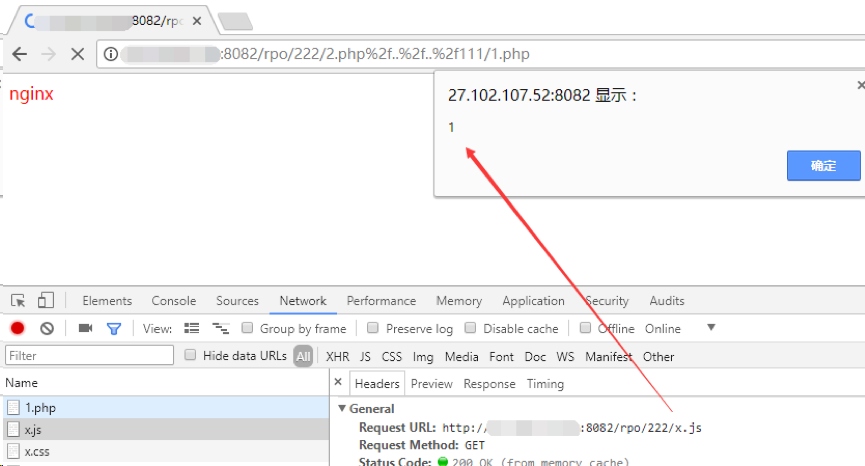 8082/rpo
:8082/rpo/222/2.php%2f..%2f..%2f111/1.php
nginx
27.102.107.52:8082 显示：
1
确定
Elements Console Sources Network Performance Memory Application Security Audits
View: Group by frame Preserve log Disable cache Offline Online
Filter Hide data URLs All XHR JS CSS Img Media Font Doc WS Manifest Other
Name × Headers Preview Response Timing
1.php
x.js
x.css
▼ General
Request URL: http:// :8082/rpo/222/x.js
Request Method: GET
Status Code: 200 OK (from memory cache)